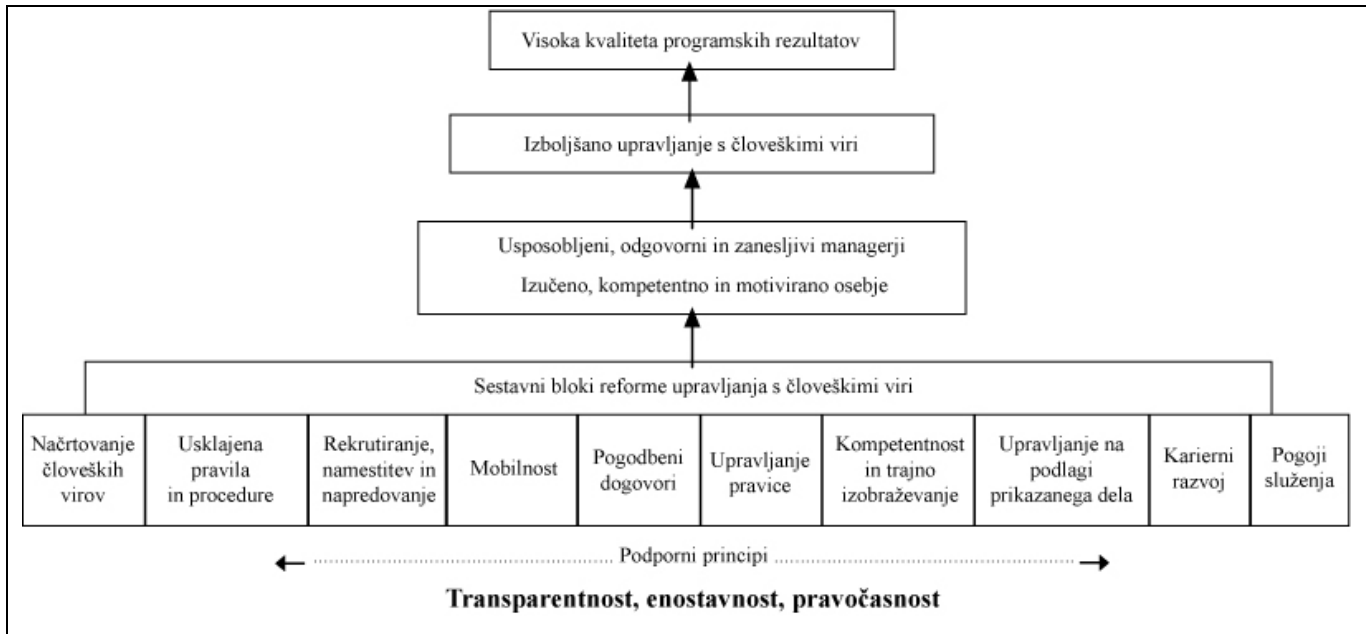 Visoka kvaliteta programskih rezultatov
Izboljšano upravljanje s človeškimi viri
Usposobljeni, odgovorni in zanesljivi managerji
Izučeno, kompetentno in motivirano osebje
Sestavni bloki reforme upravljanja s človeškimi viri
Načrtovanje
človeških
virov
Usklajena
pravila
in procedure
Rekrutiranje,
namestitev in
napredovanje
Mobilnost
Pogodbeni
dogovori
Upravljanje
pravice
Kompetentnost
in trajno
izobraževanje
Upravljanje na
podlagi
prikazanega dela
Karierni
razvoj
Pogoji
služenja
Podporni principi
Transparentnost, enostavnost, pravočasnost